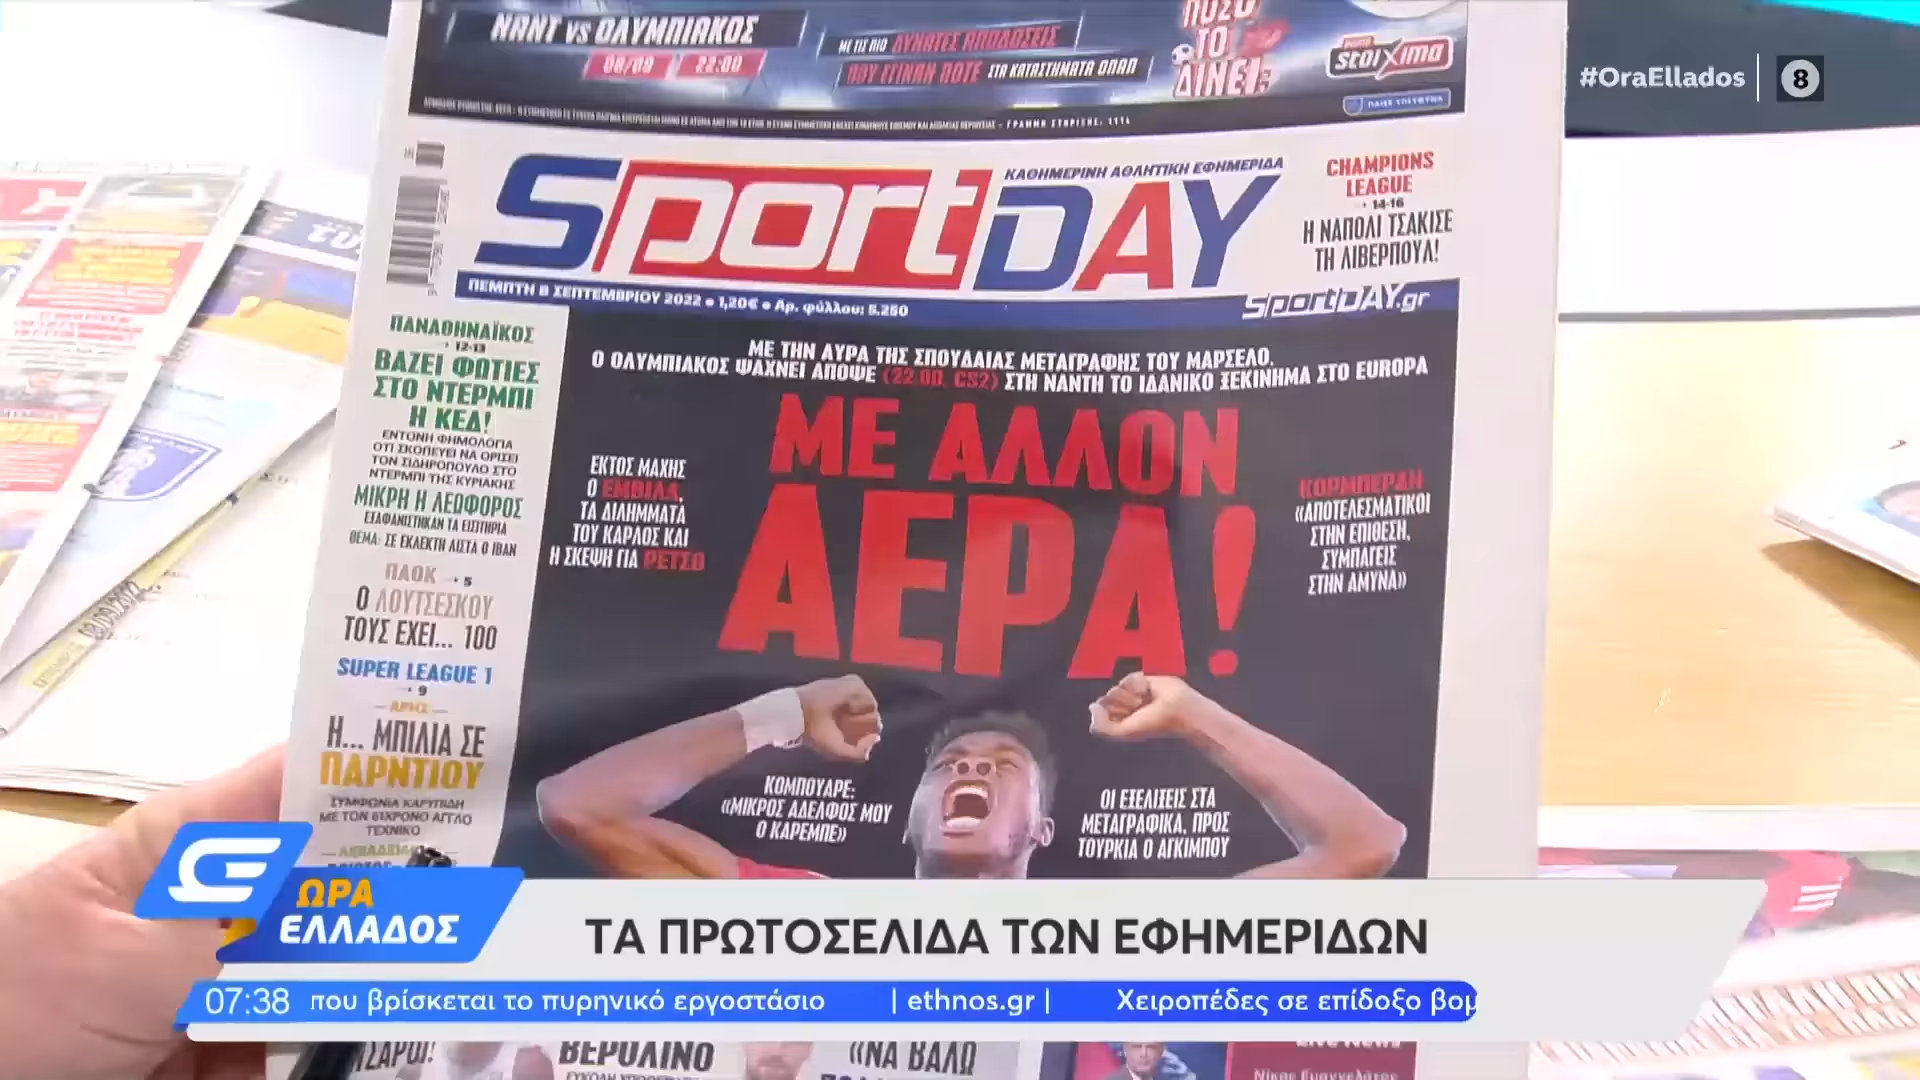 ΝΑΝΤ vs ΟΛΥΜΠΙΑΚΟΣ
08/09 22:00
ΜΕ ΤΙΣ ΠΙΟ ΔΥΝΑΤΕΣ ΑΠΟΔΟΣΕΙΣ
ΠΟΥ ΕΓΙΝΑΝ ΠΟΤΕ ΣΤΑ ΚΑΤΑΣΤΗΜΑΤΑ ΟΠΑΠ
ΠΟΣΟ
ΤΟ
ΔΙΝΕΙ;
stoixima
#OraEllados
8
SportDAY
ΚΑΘΗΜΕΡΙΝΗ ΑΘΛΗΤΙΚΗ ΕΦΗΜΕΡΙΔΑ
CHAMPIONS
LEAGUE
14-16
Η ΝΑΠΟΛΙ ΤΣΑΚΙΣΕ
ΤΗ ΛΙΒΕΡΠΟΥΛ!
ΠΕΜΠΤΗ 8 ΣΕΠΤΕΜΒΡΙΟΥ 2022 • 1,20€ • Αρ. φύλλου: 5.250
SportDAY.gr
ΠΑΝΑΘΗΝΑΪΚΟΣ
12-13
ΒΑΖΕΙ ΦΩΤΙΕΣ
ΣΤΟ ΝΤΕΡΜΠΙ
Η ΚΕΔ!
ΕΝΤΟΝΗ ΦΗΜΟΛΟΓΙΑ
ΟΤΙ ΣΚΟΠΕΥΕΙ ΝΑ ΟΡΙΣΕΙ
ΤΟΝ ΣΙΔΗΡΟΠΟΥΛΟ ΣΤΟ
ΝΤΕΡΜΠΙ ΤΗΣ ΚΥΡΙΑΚΗΣ
ΜΙΚΡΗ Η ΛΕΩΦΟΡΟΣ
ΕΞΑΦΑΝΙΣΤΗΚΑΝ ΤΑ ΕΙΣΙΤΗΡΙΑ
ΘΕΜΑ: ΣΕ ΕΚΛΕΚΤΗ ΛΙΣΤΑ Ο ΙΒΑΝ
ΠΑΟΚ 5
Ο ΛΟΥΤΣΕΣΚΟΥ
ΤΟΥΣ ΕΧΕΙ... 100
SUPER LEAGUE 1
9
ΑΡΗΣ
Η... ΜΠΙΛΙΑ ΣΕ
ΠΑΡΝΤΙΟΥ
ΣΥΜΦΩΝΙΑ ΚΑΡΥΠΙΔΗ
ΜΕ ΤΟΝ 61ΧΡΟΝΟ ΑΓΓΛΟ
ΤΕΧΝΙΚΟ
ΜΕ ΤΗΝ ΑΥΡΑ ΤΗΣ ΣΠΟΥΔΑΙΑΣ ΜΕΤΑΓΡΑΦΗΣ ΤΟΥ ΜΑΡΣΕΛΟ,
Ο ΟΛΥΜΠΙΑΚΟΣ ΨΑΧΝΕΙ ΑΠΟΨΕ (22.00, CS2) ΣΤΗ ΝΑΝΤΗ ΤΟ ΙΔΑΝΙΚΟ ΞΕΚΙΝΗΜΑ ΣΤΟ EUROPA
ΜΕ ΑΛΛΟΝ
ΑΕΡΑ!
ΕΚΤΟΣ ΜΑΧΗΣ
Ο ΕΜΒΙΛΑ,
ΤΑ ΔΙΛΗΜΜΑΤΑ
ΤΟΥ ΚΑΡΛΟΣ ΚΑΙ
Η ΣΚΕΨΗ ΓΙΑ ΡΕΤΣΟ
ΚΟΡΜΠΕΡΑΝ
«ΑΠΟΤΕΛΕΣΜΑΤΙΚΟΙ
ΣΤΗΝ ΕΠΙΘΕΣΗ,
ΣΥΜΠΑΓΕΙΣ
ΣΤΗΝ ΑΜΥΝΑ»
ΚΟΜΠΟΥΑΡΕ:
«ΜΙΚΡΟΣ ΑΔΕΛΦΟΣ ΜΟΥ
Ο ΚΑΡΕΜΠΕ»
ΟΙ ΕΞΕΛΙΞΕΙΣ ΣΤΑ
ΜΕΤΑΓΡΑΦΙΚΑ, ΠΡΟΣ
ΤΟΥΡΚΙΑ Ο ΑΓΚΙΜΠΟΥ
ΩΡΑ
ΕΛΛΑΔΟΣ
ΤΑ ΠΡΩΤΟΣΕΛΙΔΑ ΤΩΝ ΕΦΗΜΕΡΙΔΩΝ
07:38 που βρίσκεται το πυρηνικό εργοστάσιο | ethnos.gr | Χειροπέδες σε επίδοξο βομ
ΒΕΡΟΛΙΝΟ
«ΝΑ ΒΑΛΩ